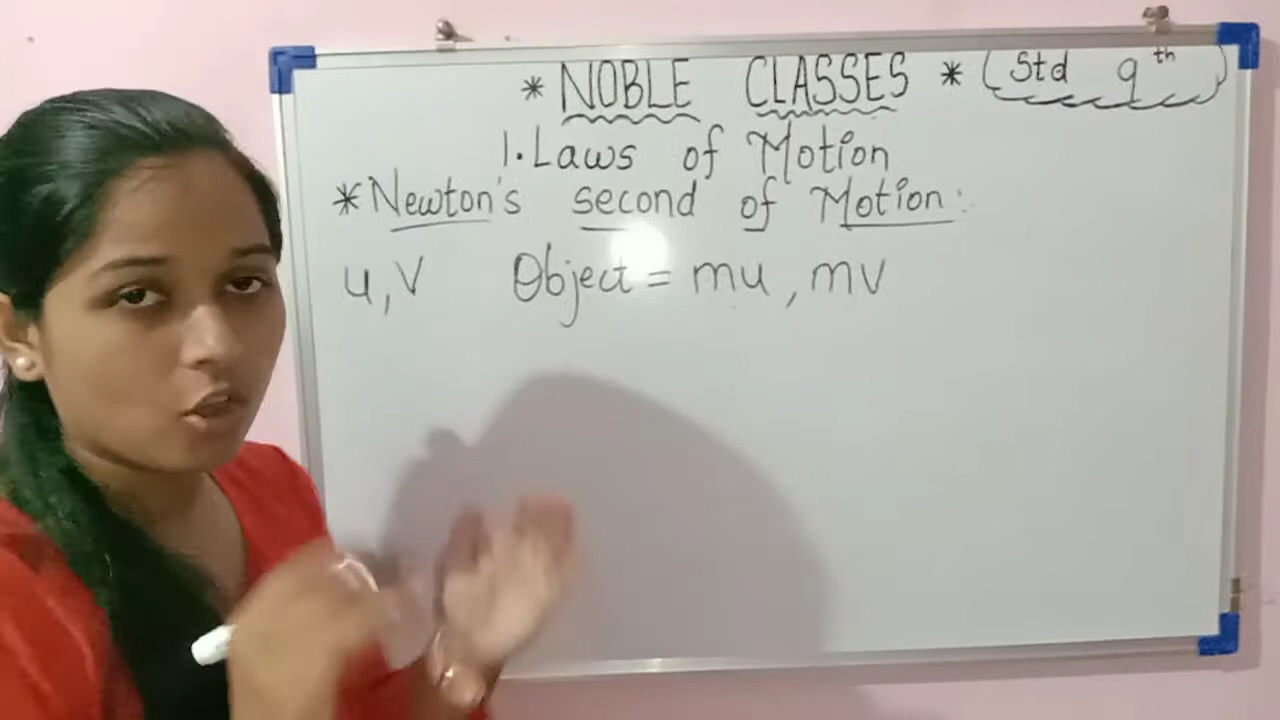 * NOBLE CLASSES * Std 9th
1. Laws of Motion
* Newton's second of Motion:
u, v Object = mu, mv